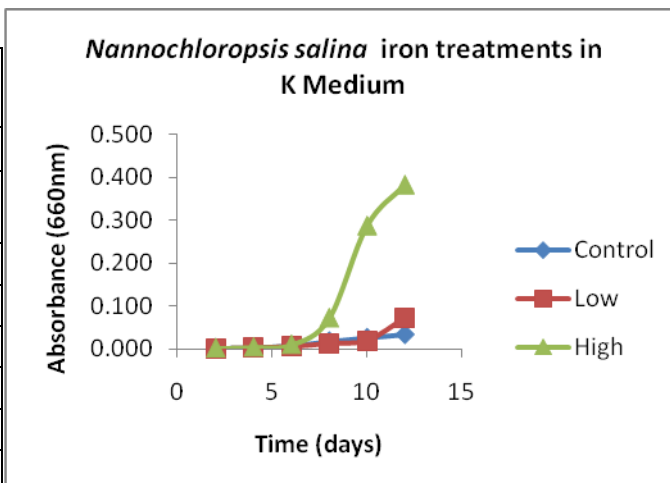 Nannochloropsis salina iron treatments in
K Medium
Absorbance (660nm)
0.500
0.400
0.300
0.200
0.100
0.000
0 5 10 15
Time (days)
Control
Low
High